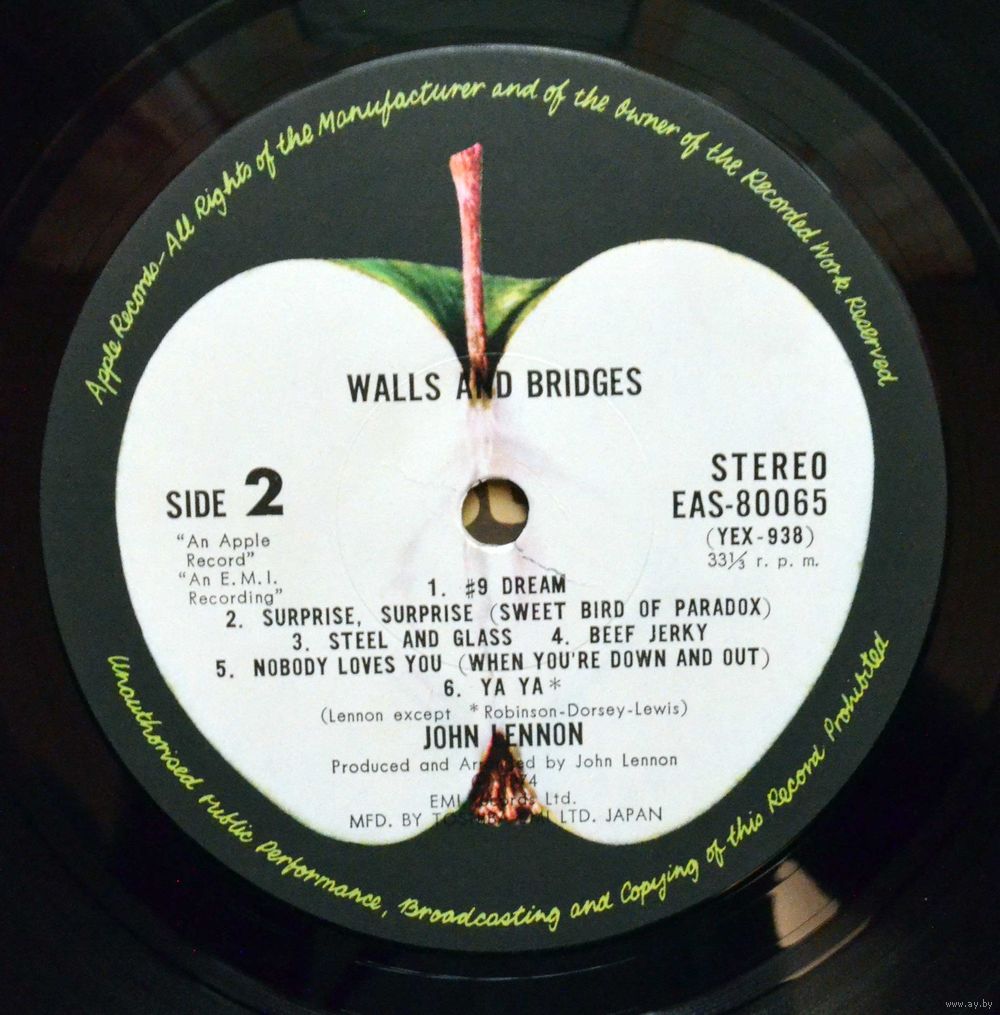 Apple Records-All Rights of the Manufacturer and of the Owner of the Recorded Work Reserved
WALLS AND BRIDGES
SIDE 2
"An Apple
Record"
"An E.M.I.
Recording"
STEREO
EAS-80065
(YEX-938)
33⅓ r. p. m.
1. #9 DREAM
2. SURPRISE, SURPRISE (SWEET BIRD OF PARADOX)
3. STEEL AND GLASS 4. BEEF JERKY
5. NOBODY LOVES YOU (WHEN YOU'RE DOWN AND OUT)
6. YA YA*
(Lennon except *Robinson-Dorsey-Lewis)
JOHN LENNON
Produced and Arranged by John Lennon
EMI Records Ltd.
MFD. BY TOSHIBA EMI LTD. JAPAN
Unauthorised Public Performance, Broadcasting and Copying of this Record Prohibited
www.ay.by